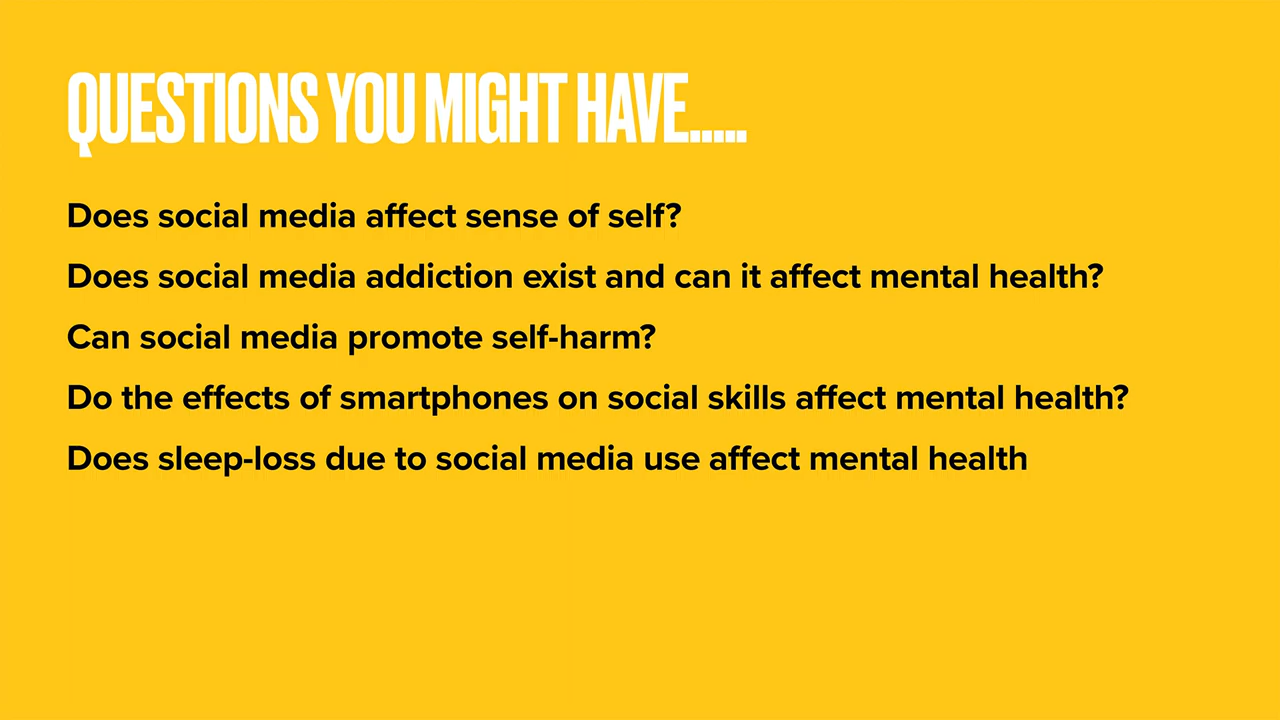 QUESTIONS YOU MIGHT HAVE.....
Does social media affect sense of self?
Does social media addiction exist and can it affect mental health?
Can social media promote self-harm?
Do the effects of smartphones on social skills affect mental health?
Does sleep-loss due to social media use affect mental health